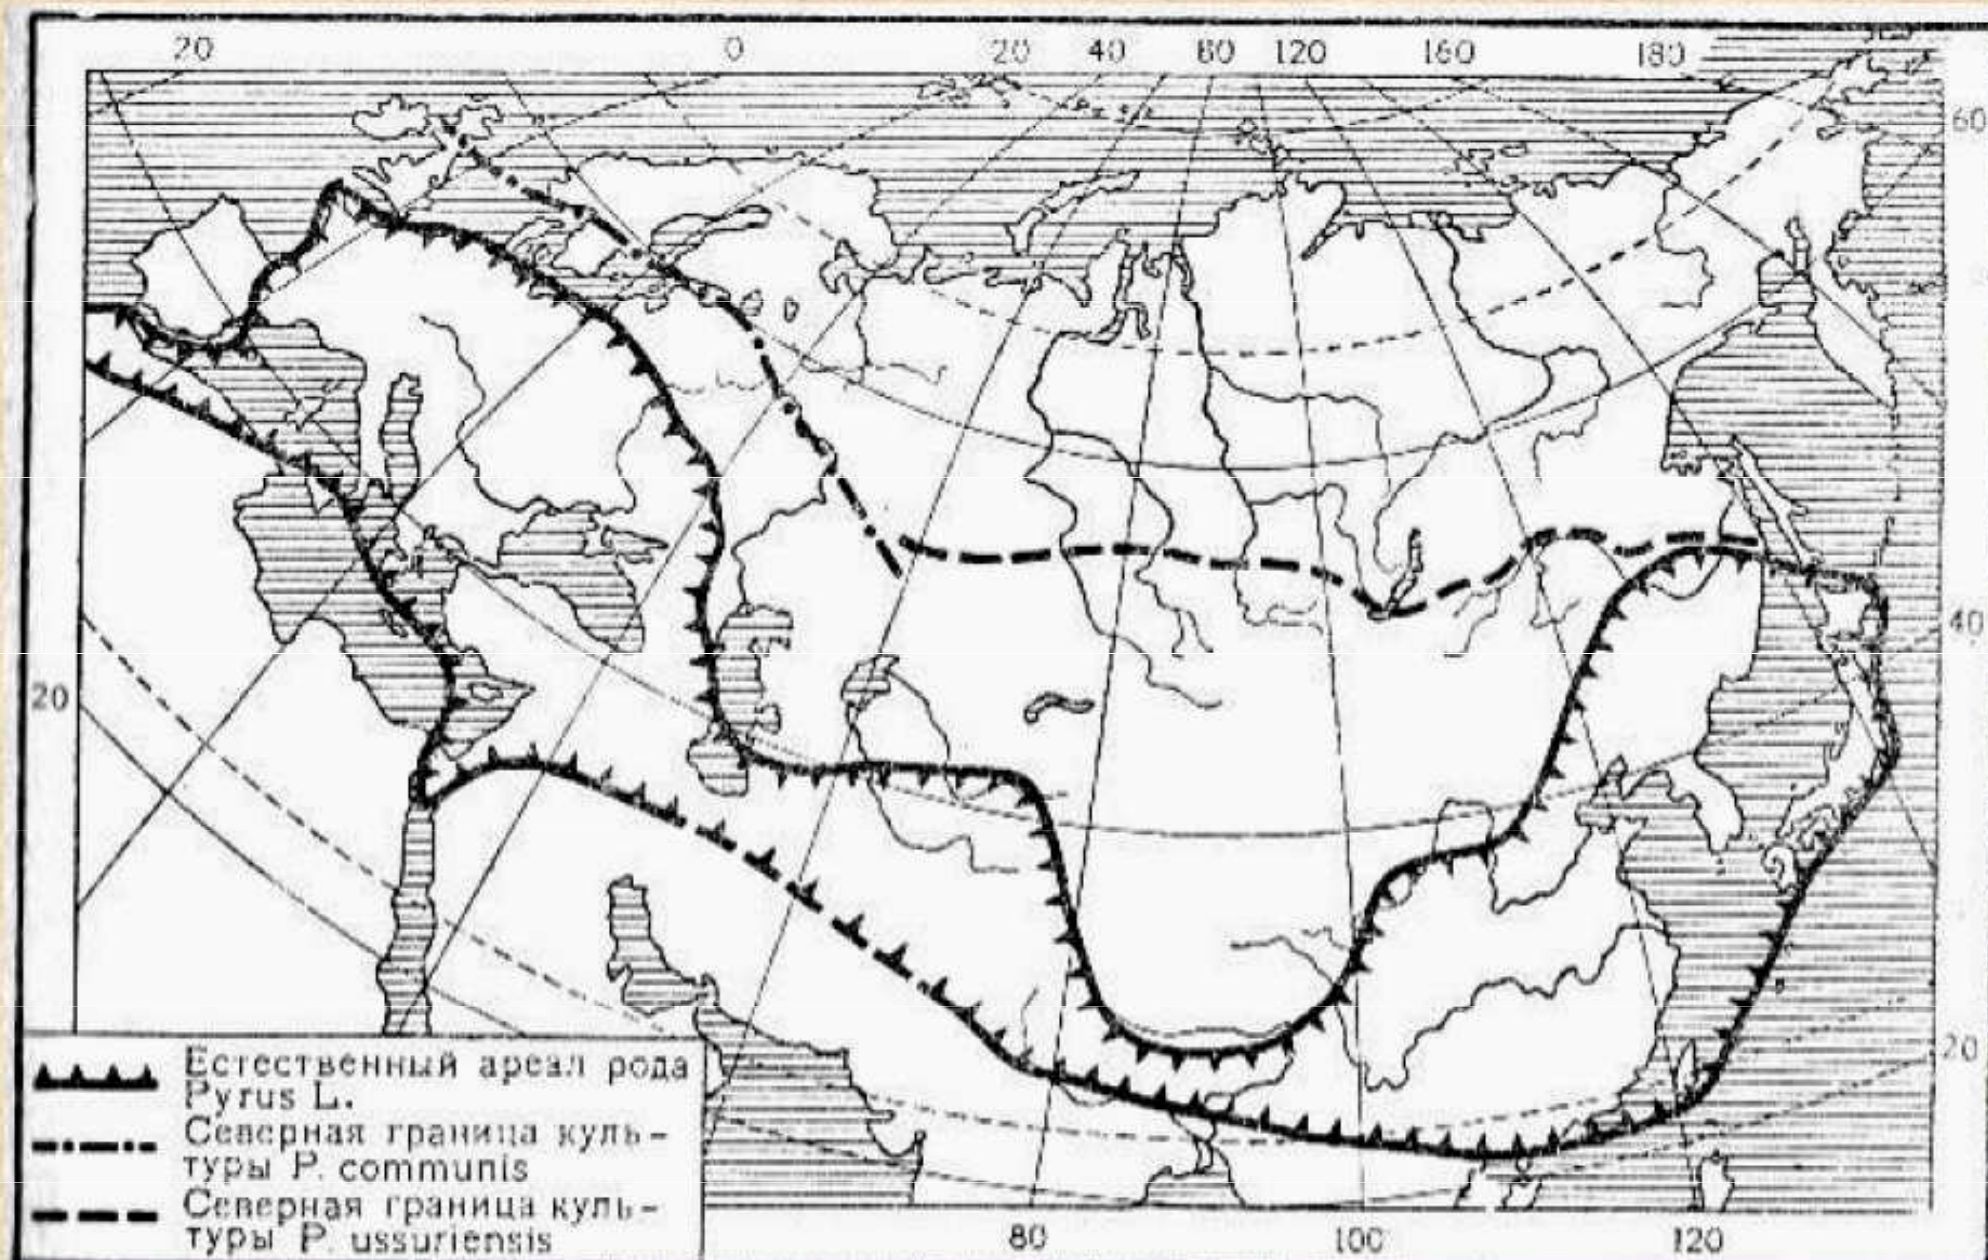 20 0 20 40 60 120 160 180
60
40
20
20
Естественный ареал рода
Pyrus L.
Северная граница куль-
туры P. communis
Северная граница куль-
туры P. ussuriensis
80 100 120